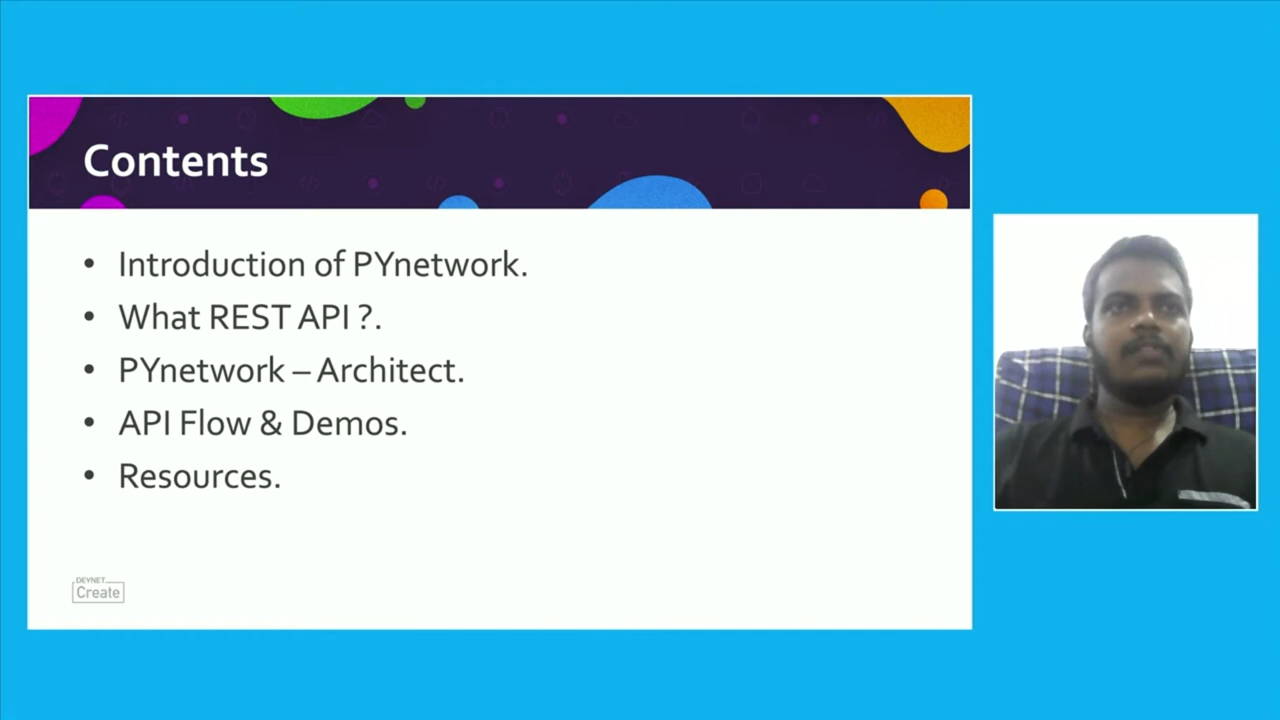 Contents
• Introduction of PYnetwork.
• What REST API ?.
• PYnetwork – Architect.
• API Flow & Demos.
• Resources.
DEVNET
Create